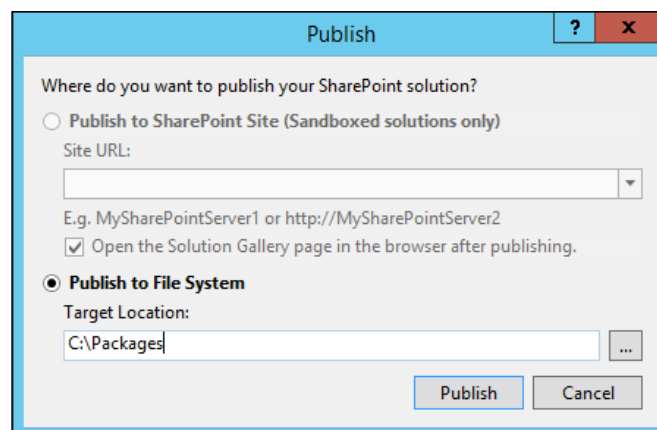 Publish
?
x
Where do you want to publish your SharePoint solution?
Publish to SharePoint Site (Sandboxed solutions only)
Site URL:
E.g. MySharePointServer1 or http://MySharePointServer2
Open the Solution Gallery page in the browser after publishing.
Publish to File System
Target Location:
C:\Packages
...
Publish
Cancel